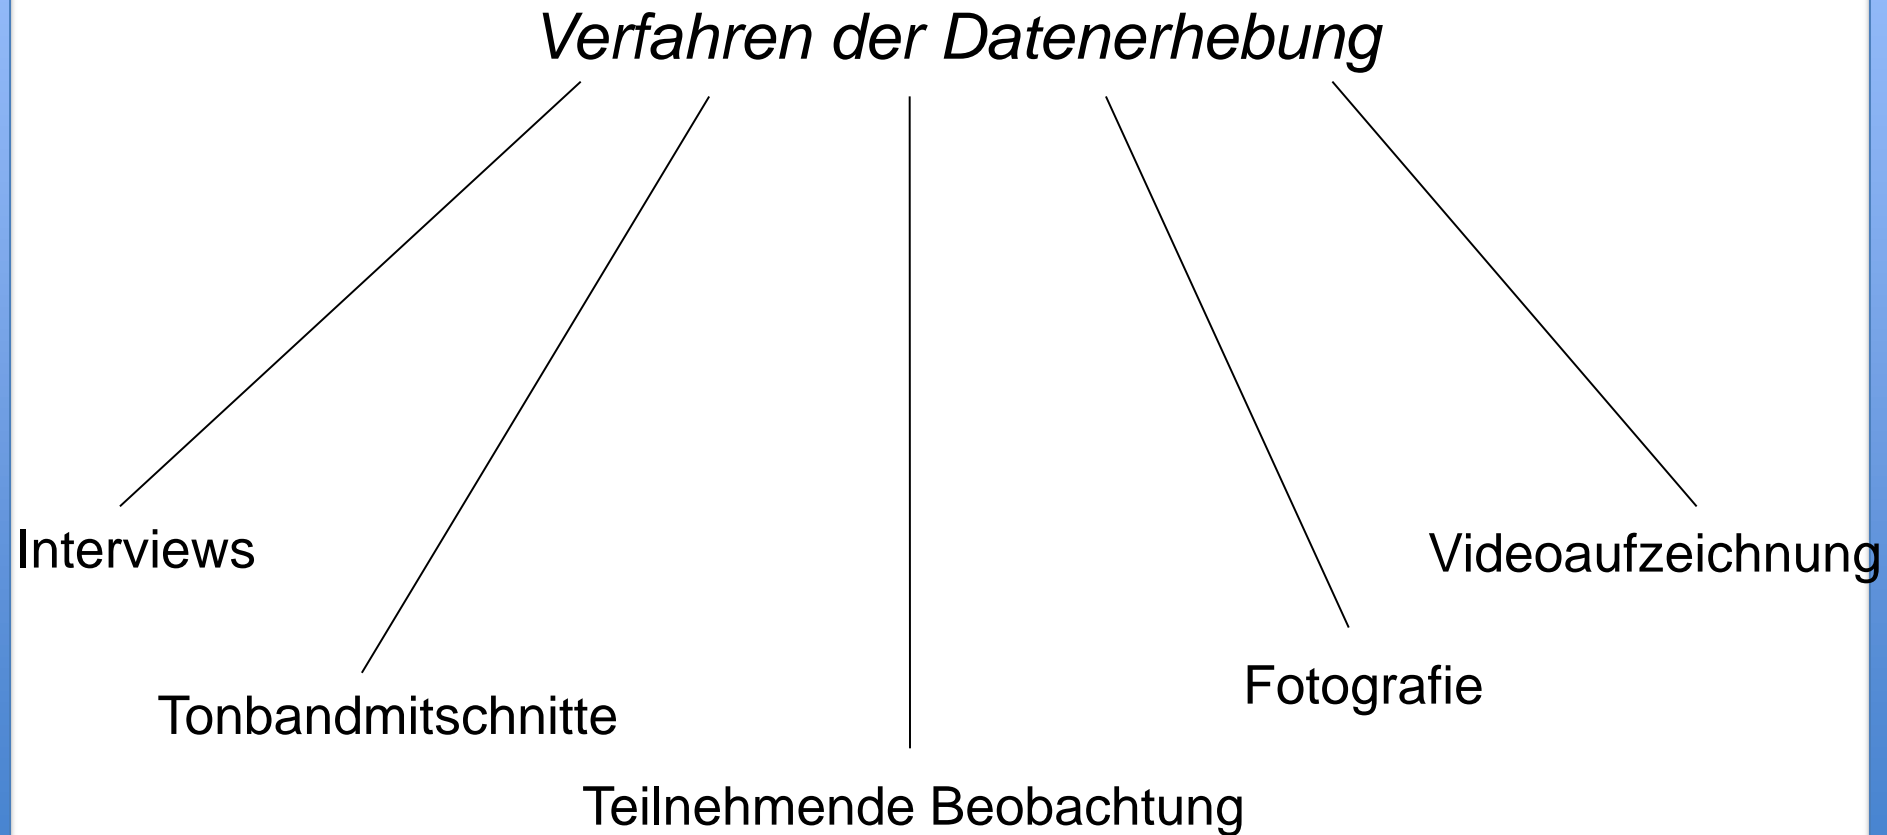 Verfahren der Datenerhebung
Interviews
Videoaufzeichnung
Tonbandmitschnitte
Fotografie
Teilnehmende Beobachtung